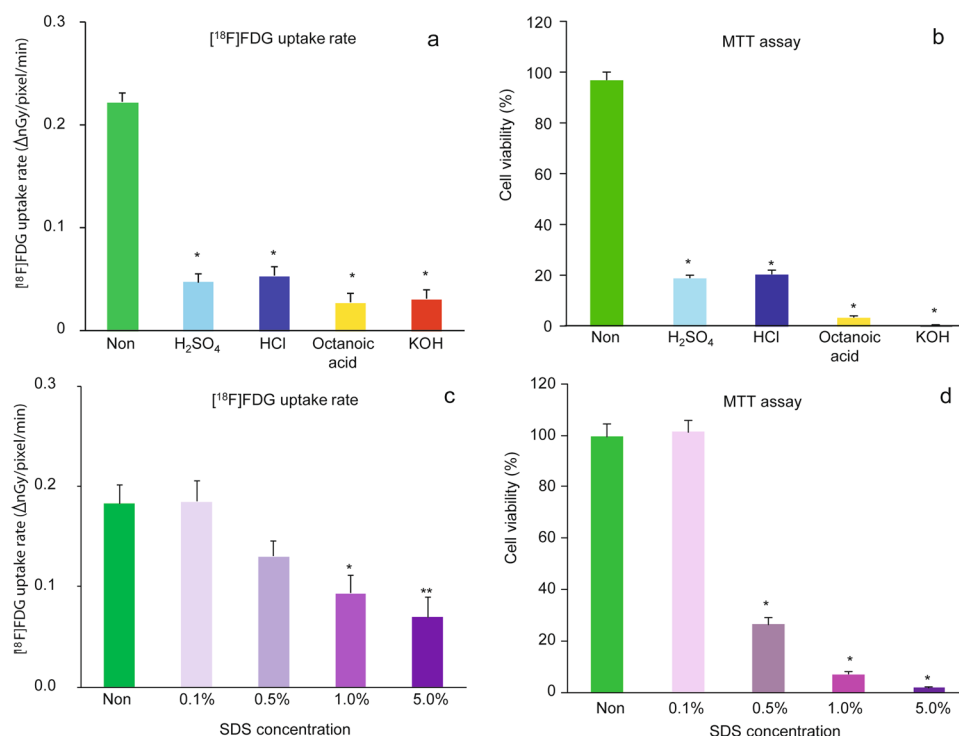 [¹⁸F]FDG uptake rate
a
[¹⁸F]FDG uptake rate (ΔnGy/pixel/min)
0.3
0.2
0.1
0
*
*
*
*
Non
H₂SO₄
HCl
Octanoic
acid
KOH
MTT assay
b
Cell viability (%)
120
100
80
60
40
20
0
*
*
*
*
Non
H₂SO₄
HCl
Octanoic
acid
KOH
[¹⁸F]FDG uptake rate
c
[¹⁸F]FDG uptake rate (ΔnGy/pixel/min)
0.3
0.2
0.1
0.0
*
**
Non
0.1%
0.5%
1.0%
5.0%
SDS concentration
MTT assay
d
Cell viability (%)
120
100
80
60
40
20
0
*
*
*
Non
0.1%
0.5%
1.0%
5.0%
SDS concentration